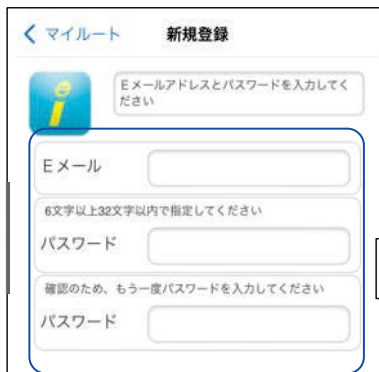 マイルート 新規登録
Eメールアドレスとパスワードを入力してく
ださい
Eメール
6文字以上32文字以内で指定してください
パスワード
確認のため、もう一度パスワードを入力してください
パスワード